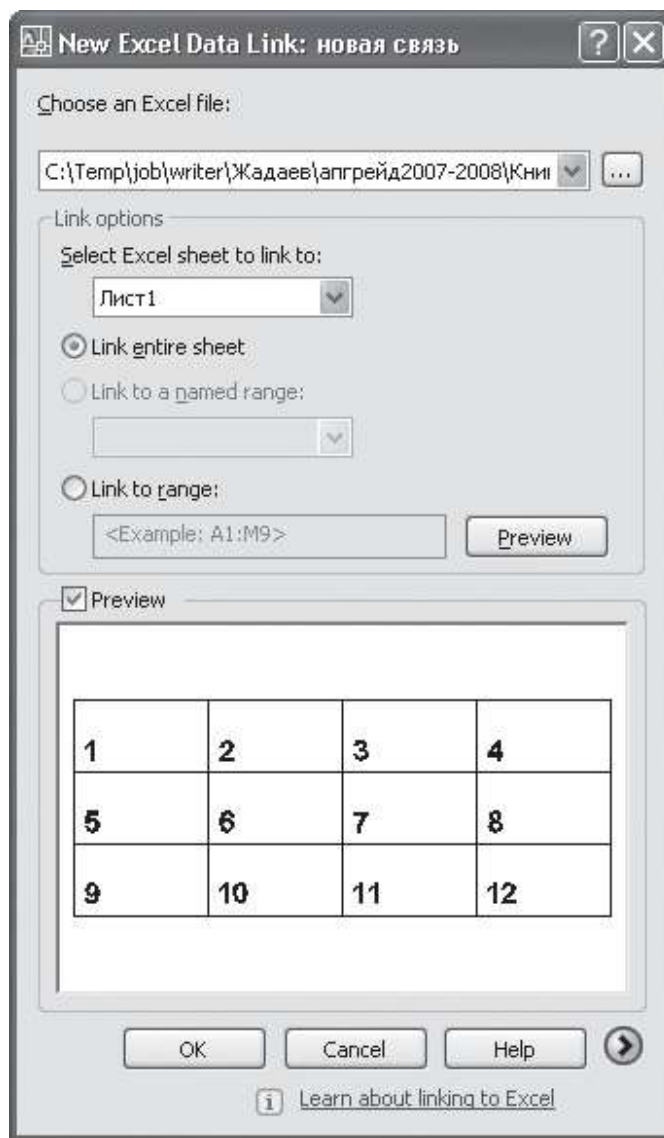 New Excel Data Link: новая связь
Choose an Excel file:
C:\Temp\job\writer\Жадаев\апгрейд2007-2008\Книг ...
Link options
Select Excel sheet to link to:
Лист1
Link entire sheet
Link to a named range:
Link to range:
<Example: A1:M9> Preview
Preview
1 2 3 4
5 6 7 8
9 10 11 12
OK Cancel Help
Learn about linking to Excel